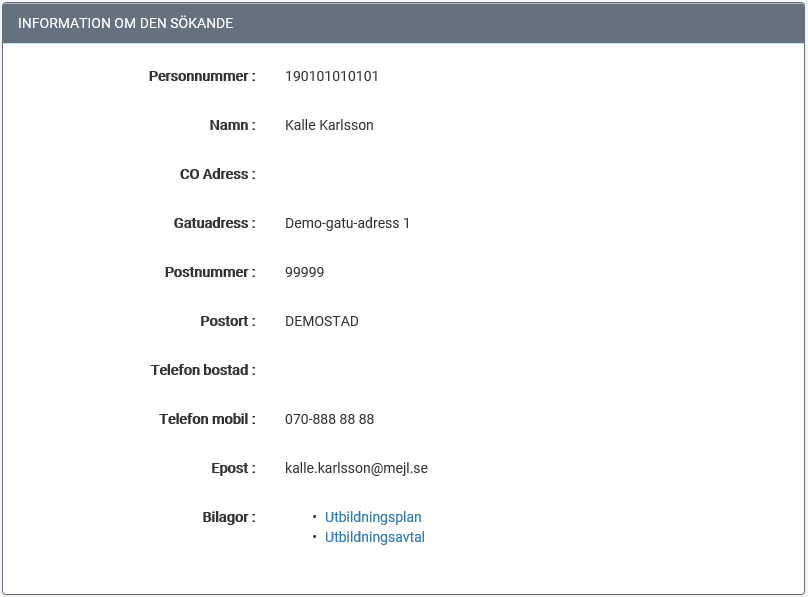 INFORMATION OM DEN SÖKANDE
Personnummer : 190101010101
Namn : Kalle Karlsson
CO Adress :
Gatuadress : Demo-gatu-adress 1
Postnummer : 99999
Postort : DEMOSTAD
Telefon bostad :
Telefon mobil : 070-888 88 88
Epost : kalle.karlsson@mejl.se
Bilagor : • Utbildningsplan
• Utbildningsavtal